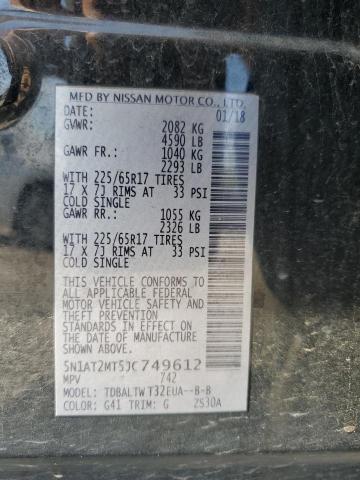 MFD BY NISSAN MOTOR CO., LTD.
DATE: 01/18
GVWR: 2082 KG
4590 LB
GAWR FR.: 1040 KG
2293 LB
WITH 225/65R17 TIRES
17 X 7J RIMS AT 33 PSI
COLD SINGLE
GAWR RR.: 1055 KG
2326 LB
WITH 225/65R17 TIRES
17 X 7J RIMS AT 33 PSI
COLD SINGLE
THIS VEHICLE CONFORMS TO
ALL APPLICABLE FEDERAL
MOTOR VEHICLE SAFETY AND
THEFT PREVENTION
STANDARDS IN EFFECT ON
THE DATE OF MANUFACTURE
SHOWN ABOVE.
5N1AT2MT5JC749612
MPV 742
MODEL: TDBALTW T32EUA--B-B
COLOR: G41 TRIM: G 2S30A